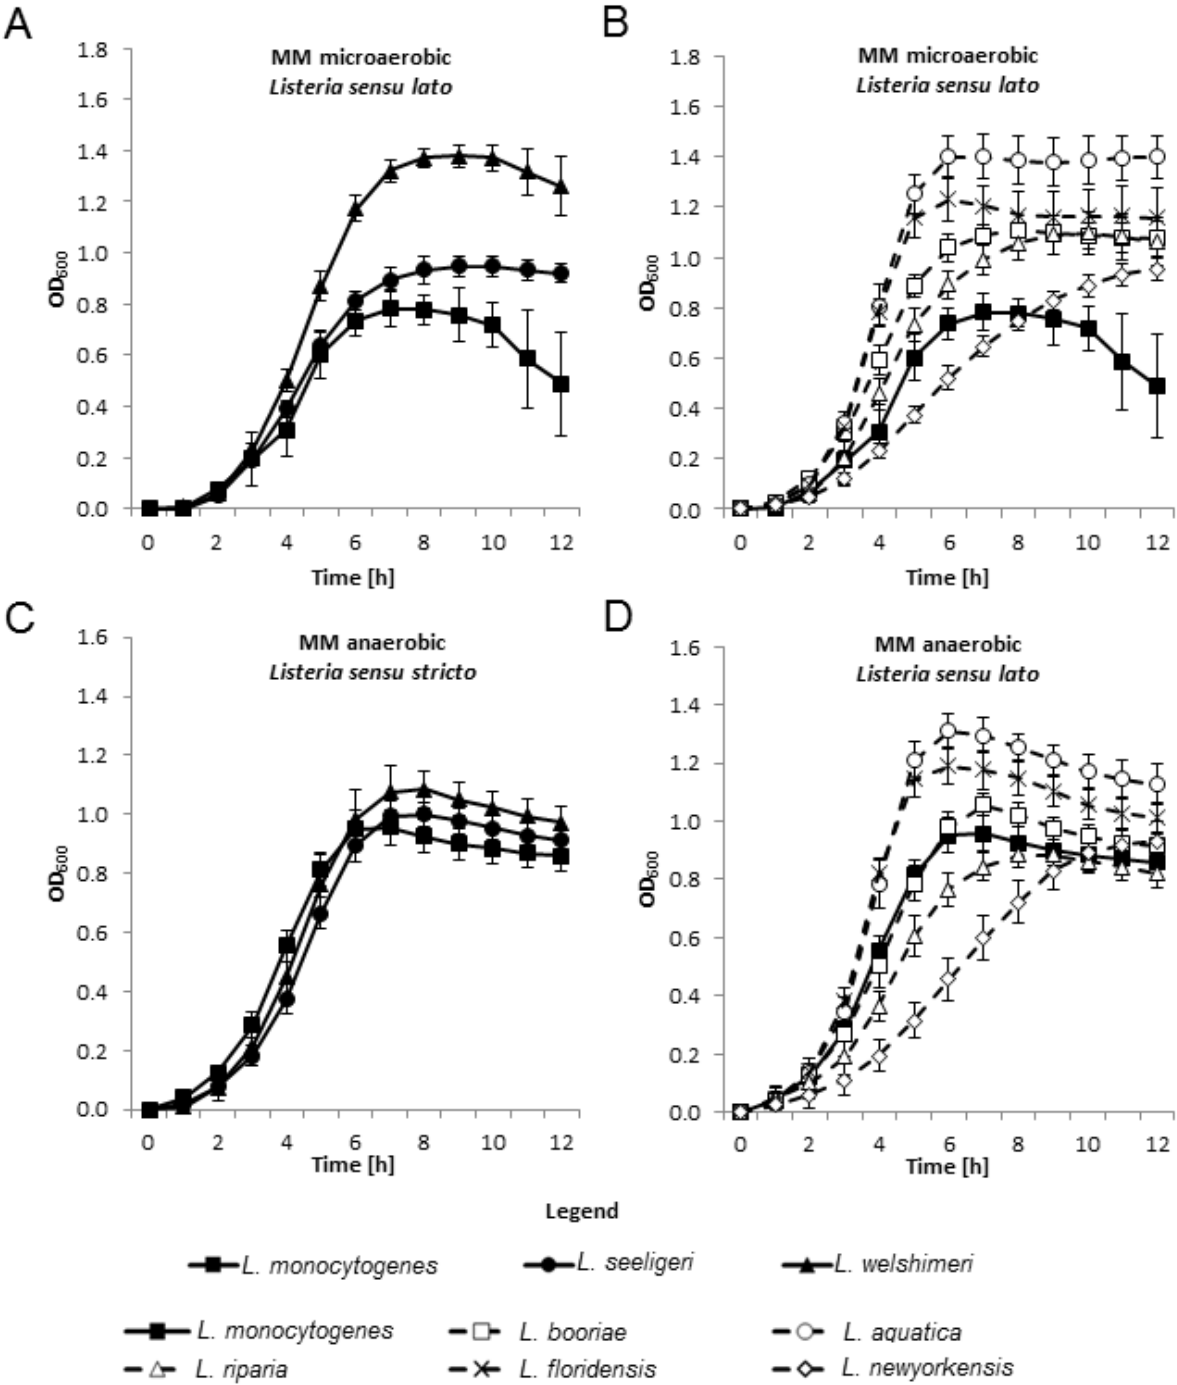 A
MM microaerobic
Listeria sensu lato
OD600
1.8
1.6
1.4
1.2
1.0
0.8
0.6
0.4
0.2
0.0
0 2 4 6 8 10 12
Time [h]
B
MM microaerobic
Listeria sensu lato
OD600
1.8
1.6
1.4
1.2
1.0
0.8
0.6
0.4
0.2
0.0
0 2 4 6 8 10 12
Time [h]
C
MM anaerobic
Listeria sensu stricto
OD600
1.6
1.4
1.2
1.0
0.8
0.6
0.4
0.2
0.0
0 2 4 6 8 10 12
Time [h]
D
MM anaerobic
Listeria sensu lato
OD600
1.6
1.4
1.2
1.0
0.8
0.6
0.4
0.2
0.0
0 2 4 6 8 10 12
Time [h]
Legend
L. monocytogenes L. seeligeri L. welshimeri
L. monocytogenes L. booriae L. aquatica
L. riparia L. floridensis L. newyorkensis